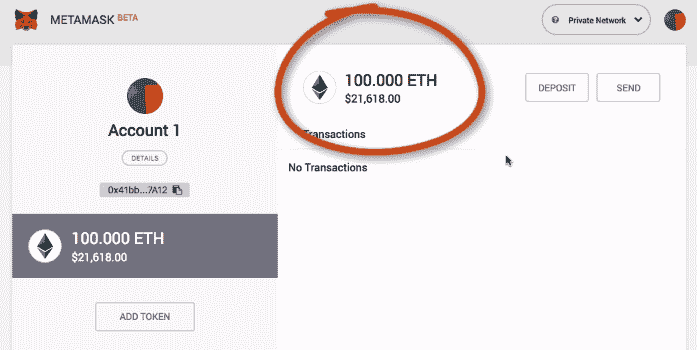 METAMASK BETA
Private Network
Account 1
DETAILS
0x41bb...7A12
100.000 ETH
$21,618.00
ADD TOKEN
100.000 ETH
$21,618.00
DEPOSIT
SEND
Transactions
No Transactions